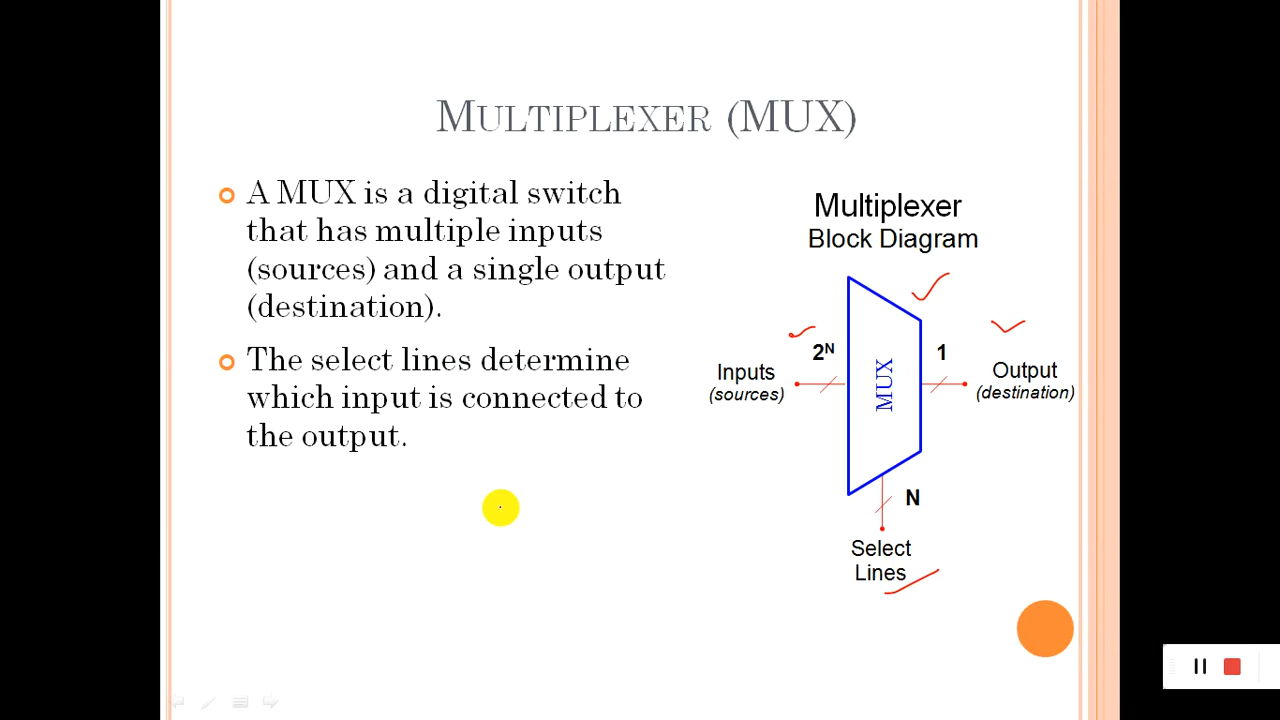 MULTIPLEXER (MUX)
A MUX is a digital switch
that has multiple inputs
(sources) and a single output
(destination).
The select lines determine
which input is connected to
the output.
Multiplexer
Block Diagram
2ᴺ
1
Inputs
(sources)
MUX
Output
(destination)
N
Select
Lines